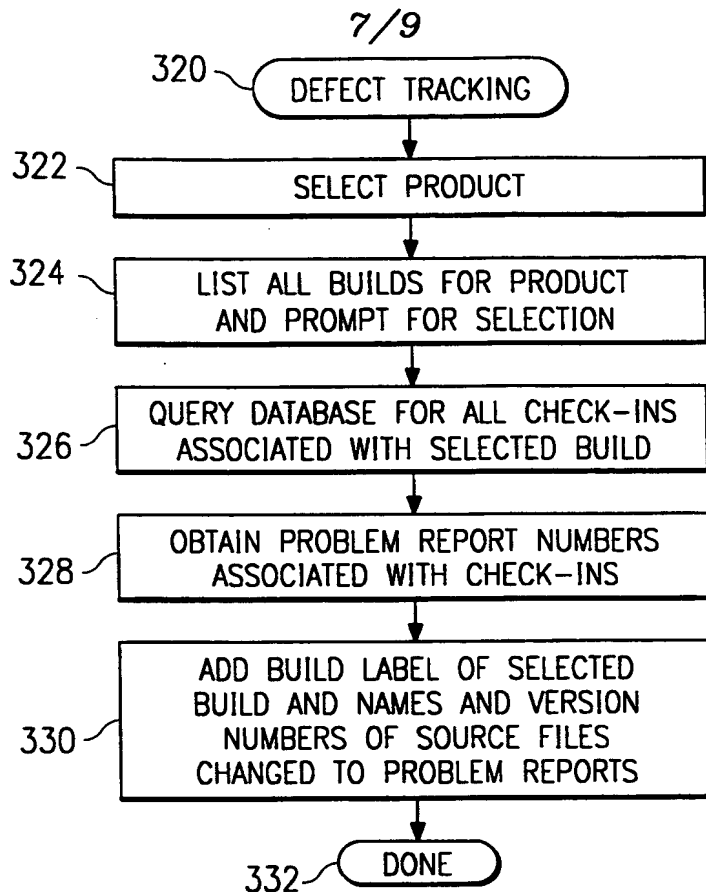 7/9
320
DEFECT TRACKING
322
SELECT PRODUCT
324
LIST ALL BUILDS FOR PRODUCT
AND PROMPT FOR SELECTION
326
QUERY DATABASE FOR ALL CHECK-INS
ASSOCIATED WITH SELECTED BUILD
328
OBTAIN PROBLEM REPORT NUMBERS
ASSOCIATED WITH CHECK-INS
330
ADD BUILD LABEL OF SELECTED
BUILD AND NAMES AND VERSION
NUMBERS OF SOURCE FILES
CHANGED TO PROBLEM REPORTS
332
DONE